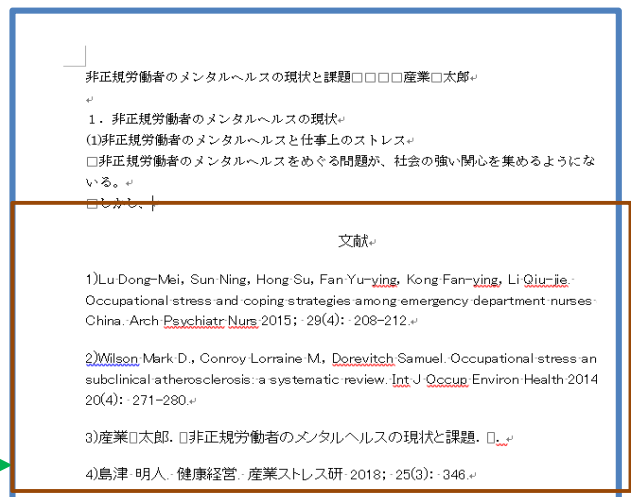 非正規労働者のメンタルヘルスの現状と課題□□□□産業□太郎
1．非正規労働者のメンタルヘルスの現状
(1)非正規労働者のメンタルヘルスと仕事上のストレス
□非正規労働者のメンタルヘルスをめぐる問題が、社会の強い関心を集めるようにな
いる。
□しかし、
文献
1)Lu Dong-Mei, Sun Ning, Hong Su, Fan Yu-ying, Kong Fan-ying, Li Qiu-jie.
Occupational stress and coping strategies among emergency department nurses
China. Arch Psychiatr Nurs 2015; 29(4): 208-212.
2)Wilson Mark D., Conroy Lorraine M., Dorevitch Samuel. Occupational stress an
subclinical atherosclerosis: a systematic review. Int J Occup Environ Health 2014
20(4): 271-280.
3)産業□太郎. □非正規労働者のメンタルヘルスの現状と課題. □.
4)島津 明人. 健康経営. 産業ストレス研 2018; 25(3): 346.